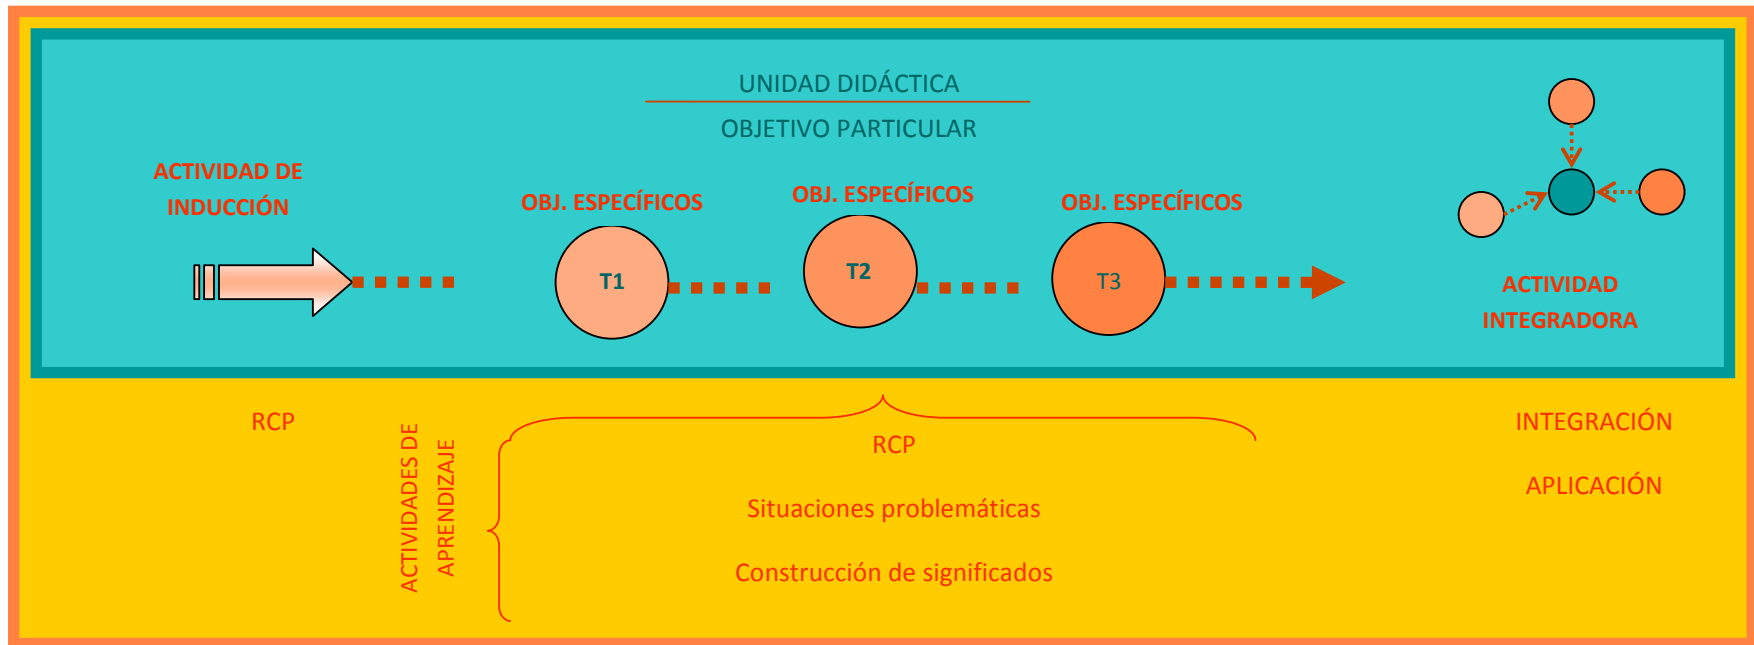 UNIDAD DIDÁCTICA
OBJETIVO PARTICULAR
ACTIVIDAD DE
INDUCCIÓN
OBJ. ESPECÍFICOS
OBJ. ESPECÍFICOS
OBJ. ESPECÍFICOS
T1
T2
T3
ACTIVIDAD
INTEGRADORA
RCP
ACTIVIDADES DE
APRENDIZAJE
RCP
Situaciones problemáticas
Construcción de significados
INTEGRACIÓN
APLICACIÓN